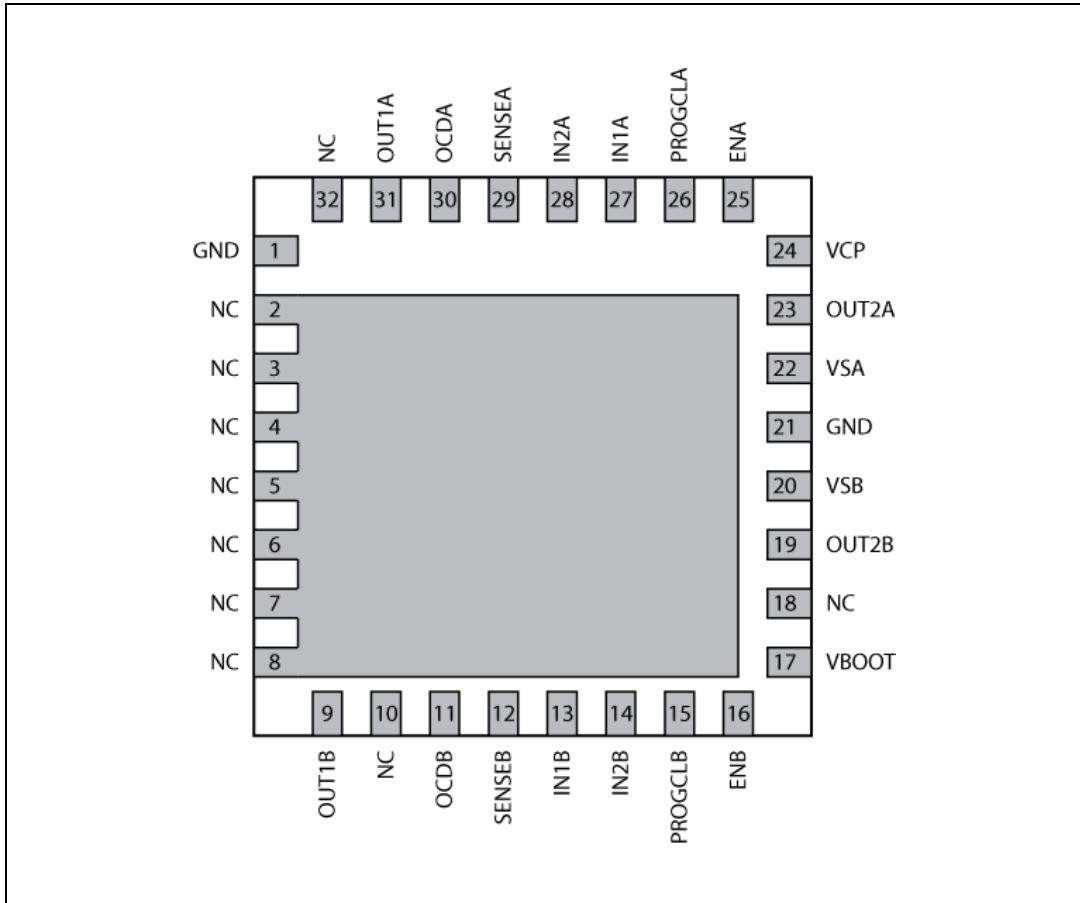 NC
OUT1A
OCDA
SENSEA
IN2A
IN1A
PROGCLA
ENA
32
31
30
29
28
27
26
25
GND 1
24 VCP
NC 2
23 OUT2A
NC 3
22 VSA
NC 4
21 GND
NC 5
20 VSB
NC 6
19 OUT2B
NC 7
18 NC
NC 8
17 VBOOT
9
10
11
12
13
14
15
16
OUT1B
NC
OCDB
SENSEB
IN1B
IN2B
PROGCLB
ENB